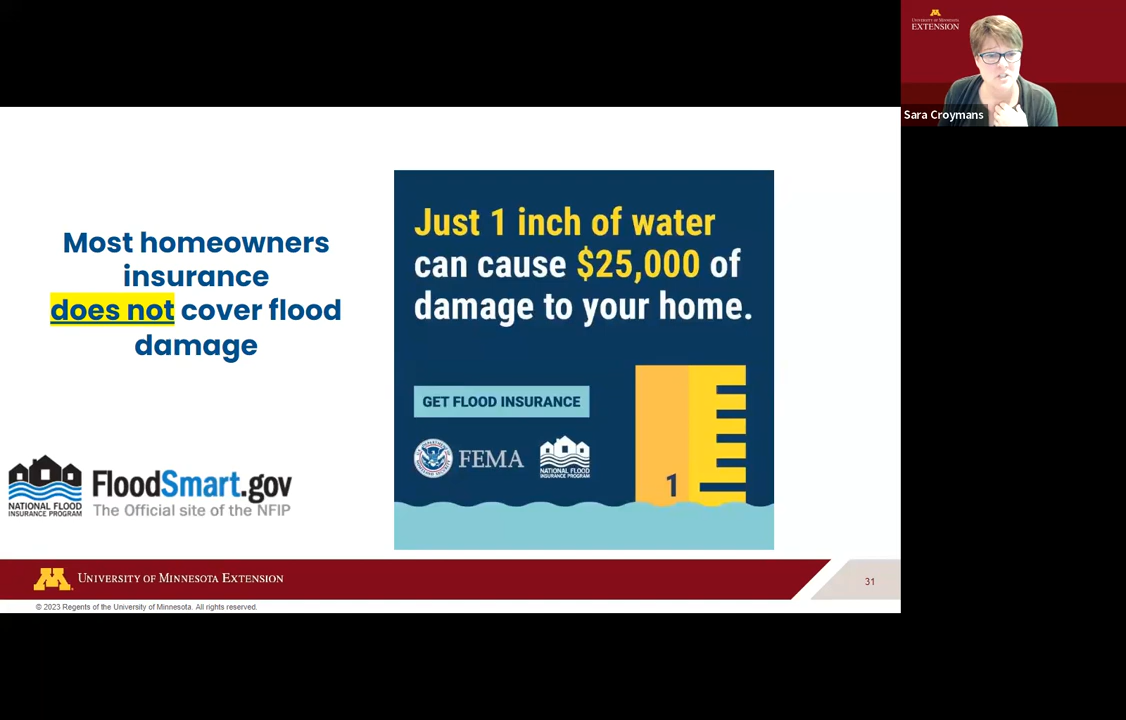 University of Minnesota
EXTENSION
Sara Croymans
Most homeowners
insurance
does not cover flood
damage
Just 1 inch of water
can cause $25,000 of
damage to your home.
GET FLOOD INSURANCE
FEMA
NATIONAL FLOOD
INSURANCE PROGRAM
1
NATIONAL FLOOD
INSURANCE PROGRAM
FloodSmart.gov
The Official site of the NFIP
UNIVERSITY OF MINNESOTA EXTENSION
31
© 2023 Regents of the University of Minnesota. All rights reserved.